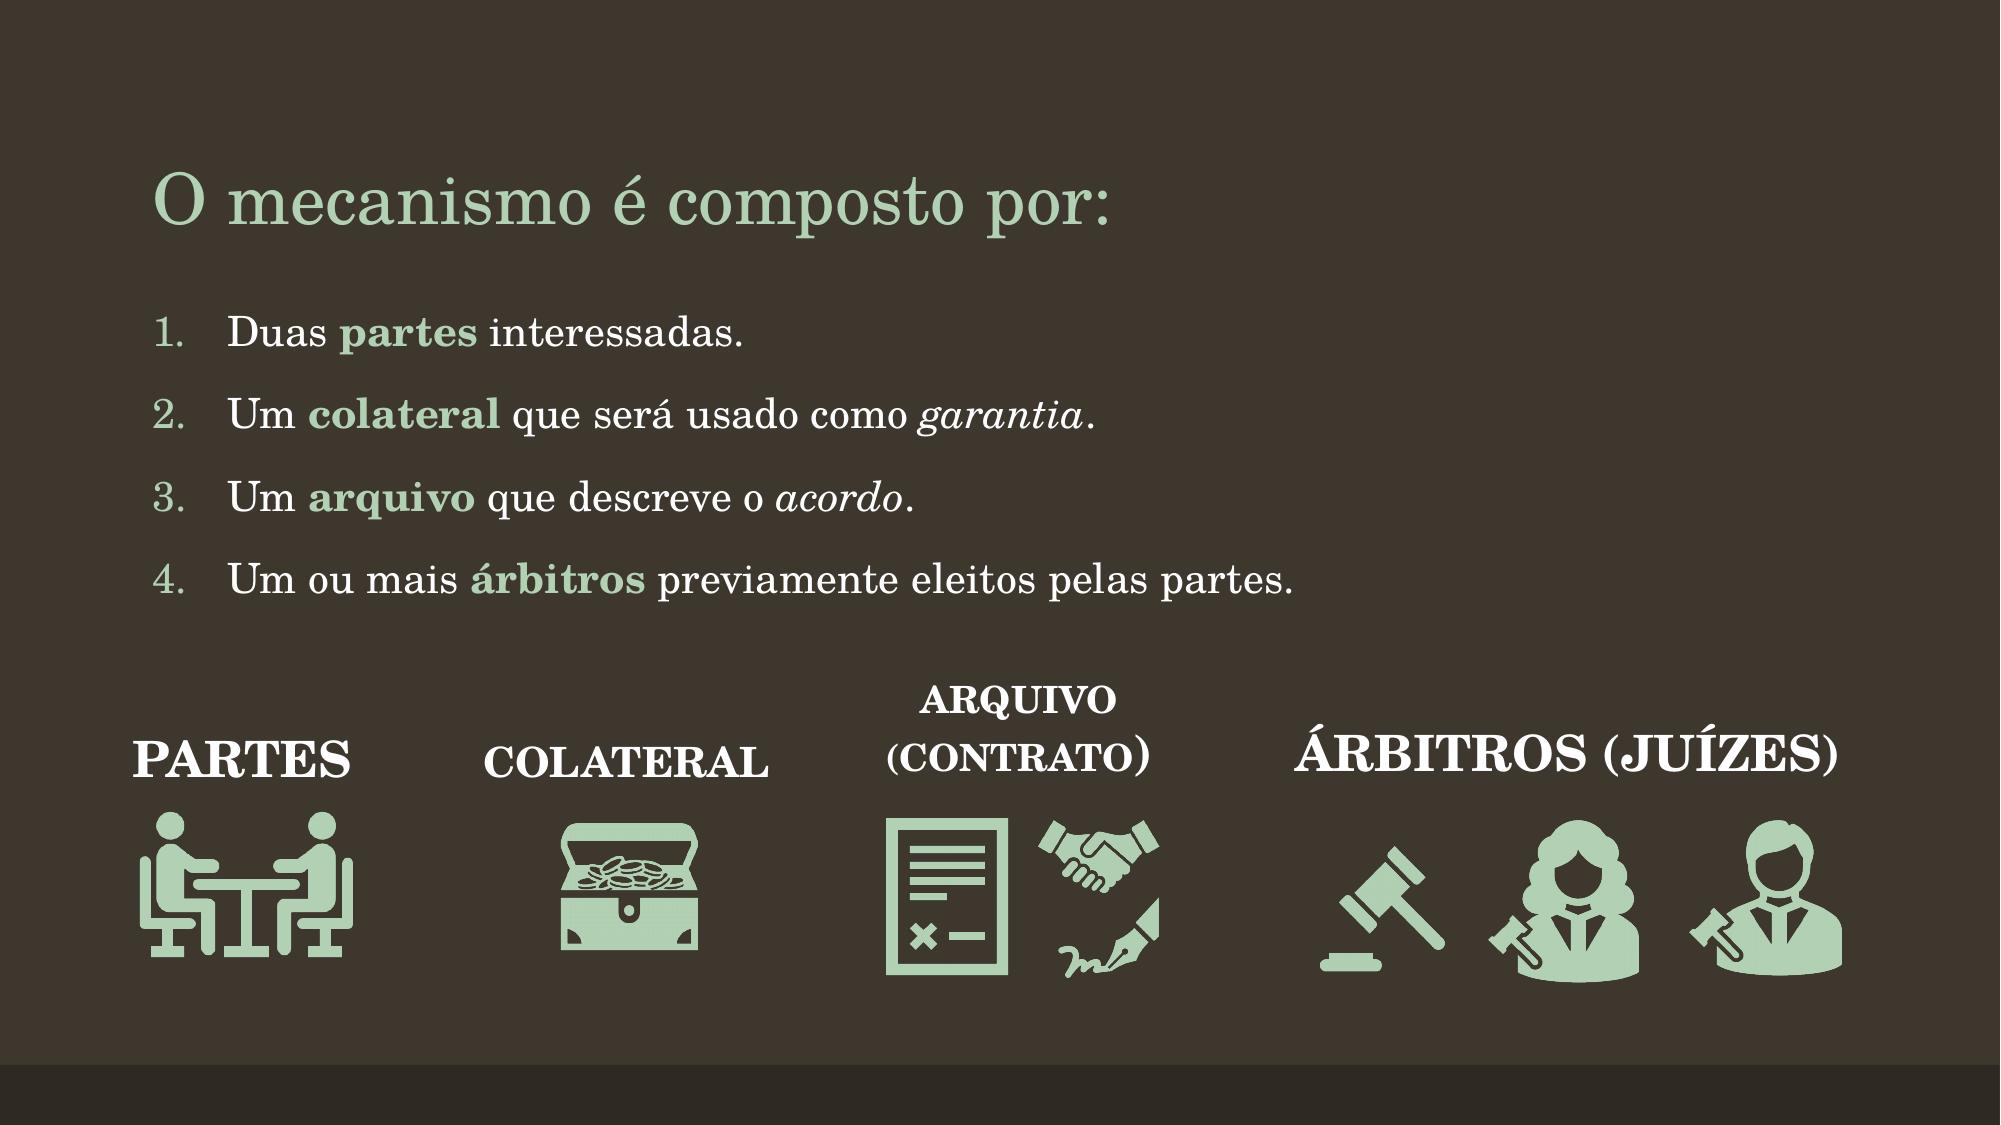 O mecanismo é composto por:
1. Duas partes interessadas.
2. Um colateral que será usado como garantia.
3. Um arquivo que descreve o acordo.
4. Um ou mais árbitros previamente eleitos pelas partes.
PARTES
COLATERAL
ARQUIVO
(CONTRATO)
ÁRBITROS (JUÍZES)